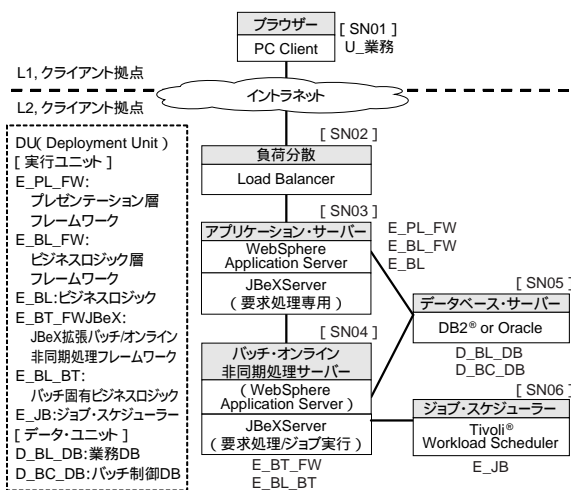 ブラウザー
PC Client
[ SN01 ]
U_業務
L1, クライアント拠点
イントラネット
L2, クライアント拠点
DU( Deployment Unit )
[ 実行ユニット ]
E_PL_FW:
プレゼンテーション層
フレームワーク
E_BL_FW:
ビジネスロジック層
フレームワーク
E_BL:ビジネスロジック
E_BT_FWJBeX:
JBeX拡張バッチ/オンライン
非同期処理フレームワーク
E_BL_BT:
バッチ固有ビジネスロジック
E_JB:ジョブ・スケジューラー
[ データ・ユニット ]
D_BL_DB:業務DB
D_BC_DB:バッチ制御DB
[ SN02 ]
負荷分散
Load Balancer
[ SN03 ]
アプリケーション・サーバー
WebSphere
Application Server
JBeXServer
( 要求処理専用 )
E_PL_FW
E_BL_FW
E_BL
[ SN04 ]
バッチ・オンライン
非同期処理サーバー
( WebSphere
Application Server )
JBeXServer
( 要求処理/ジョブ実行 )
E_BT_FW
E_BL_BT
[ SN05 ]
データベース・サーバー
DB2® or Oracle
D_BL_DB
D_BC_DB
[ SN06 ]
ジョブ・スケジューラー
Tivoli®
Workload Scheduler
E_JB